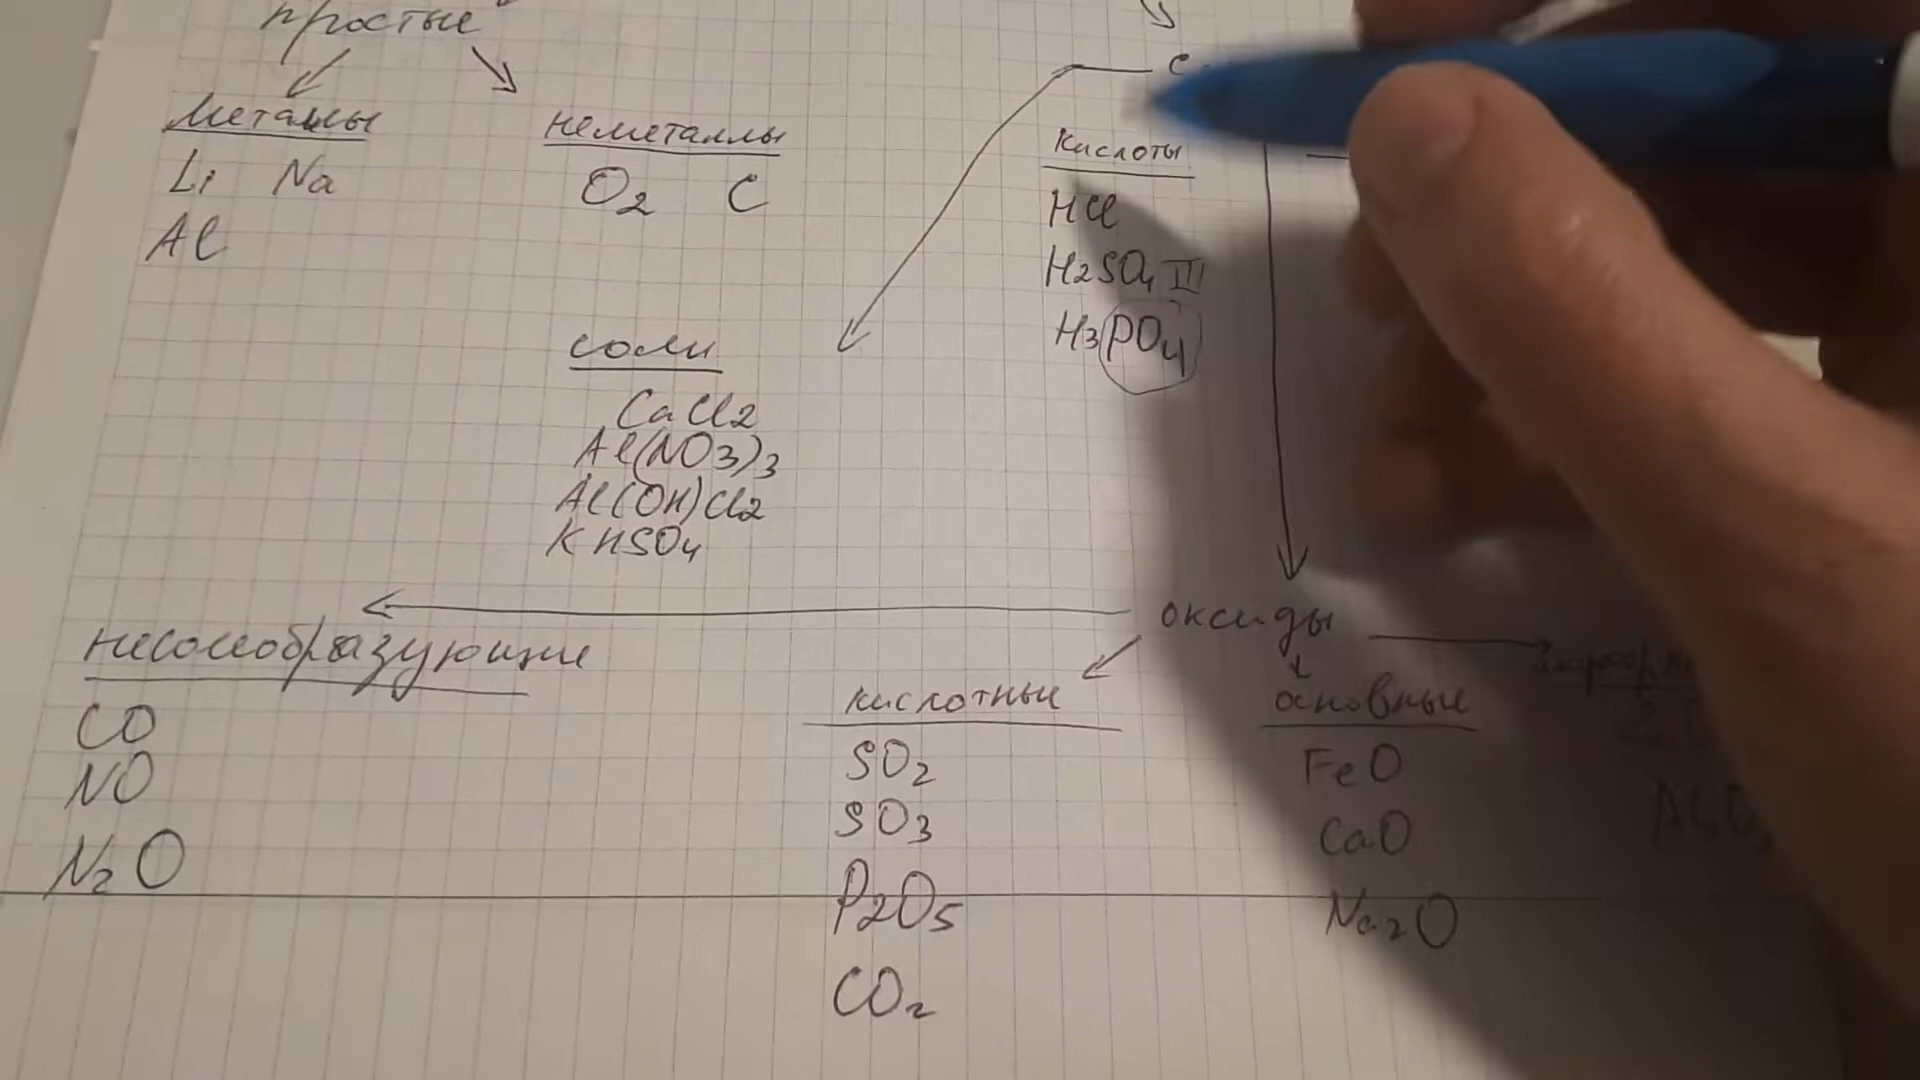 простые
металлы
неметаллы
Li Na
O2 C
Al
кислоты
HCl
H2SO4 II
H3PO4
соли
CaCl2
Al(NO3)3
Al(OH)Cl2
KHSO4
оксиды
несолеобразующие
CO
NO
N2O
кислотные
SO2
SO3
P2O5
CO2
основные
FeO
CaO
Na2O